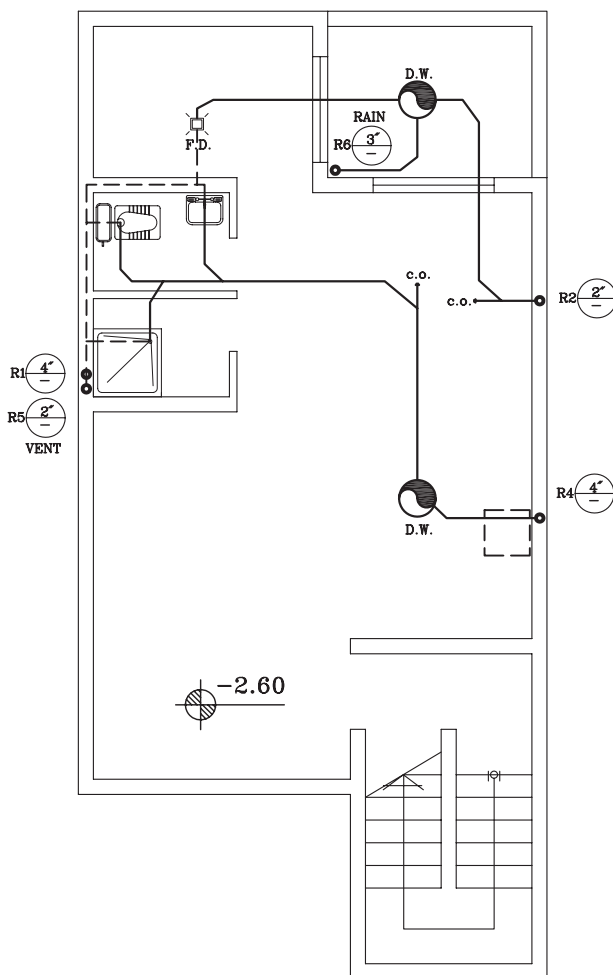 D.W.
RAIN
R6 3"
–
F.D.
c.o.
c.o.
R2 2"
–
R1 4"
–
R5 2"
–
VENT
R4 4"
–
D.W.
-2.60